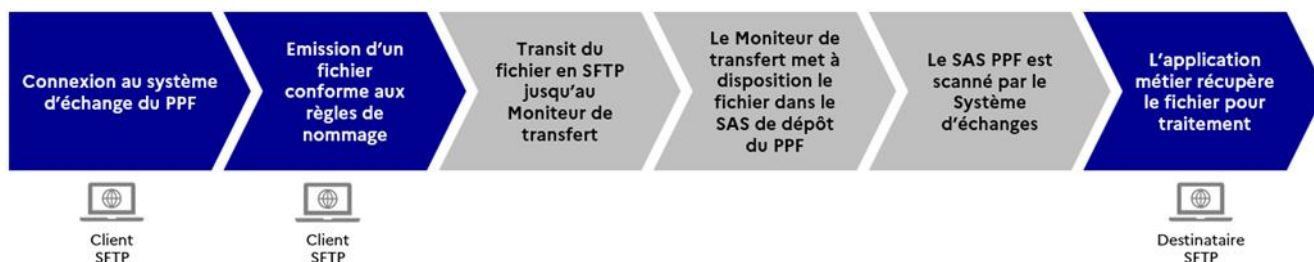 Connexion au système
d'échange du PPF
Emission d'un
fichier
conforme aux
règles de
nommage
Transit du
fichier en SFTP
jusqu'au
Moniteur de
transfert
Le Moniteur de
transfert met à
disposition le
fichier dans le
SAS de dépôt
du PPF
Le SAS PPF est
scanné par le
Système
d'échanges
L'application
métier récupère
le fichier pour
traitement
Client
SFTP
Client
SFTP
Destinataire
SFTP